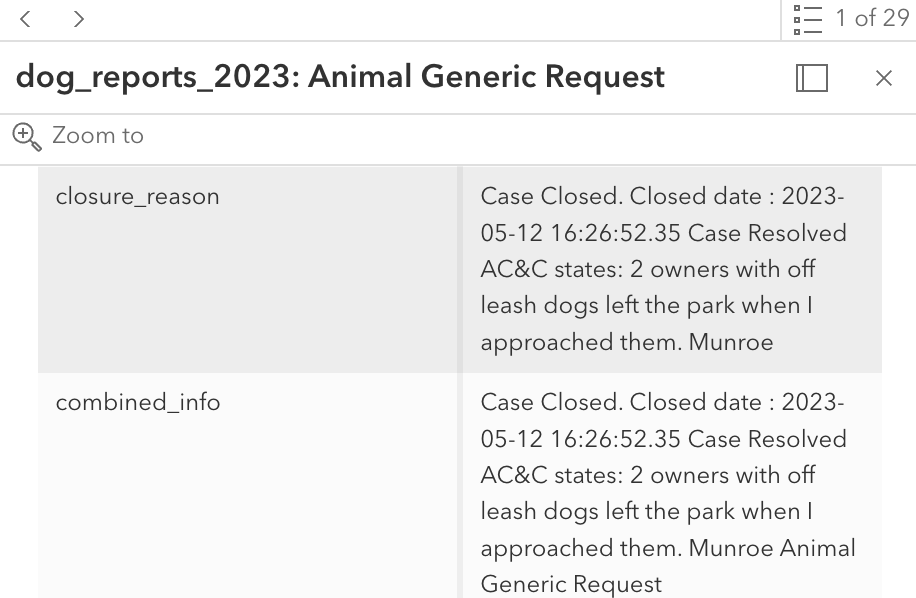 1 of 29
dog_reports_2023: Animal Generic Request
Zoom to
closure_reason
Case Closed. Closed date : 2023-
05-12 16:26:52.35 Case Resolved
AC&C states: 2 owners with off
leash dogs left the park when I
approached them. Munroe
combined_info
Case Closed. Closed date : 2023-
05-12 16:26:52.35 Case Resolved
AC&C states: 2 owners with off
leash dogs left the park when I
approached them. Munroe Animal
Generic Request